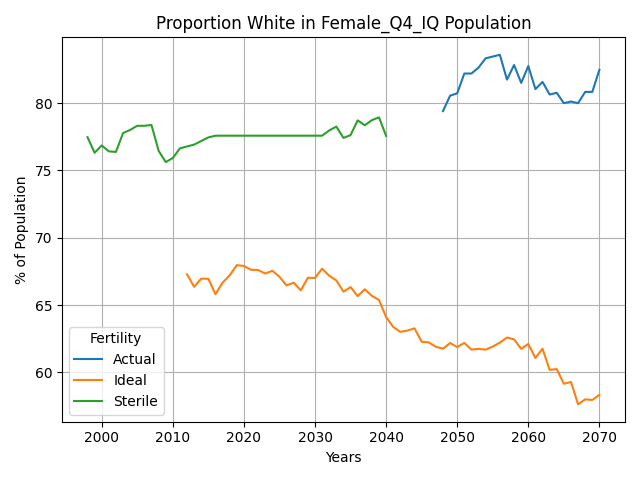 Proportion White in Female_Q4_IQ Population
% of Population
80
75
70
65
60
Fertility
Actual
Ideal
Sterile
2000 2010 2020 2030 2040 2050 2060 2070
Years